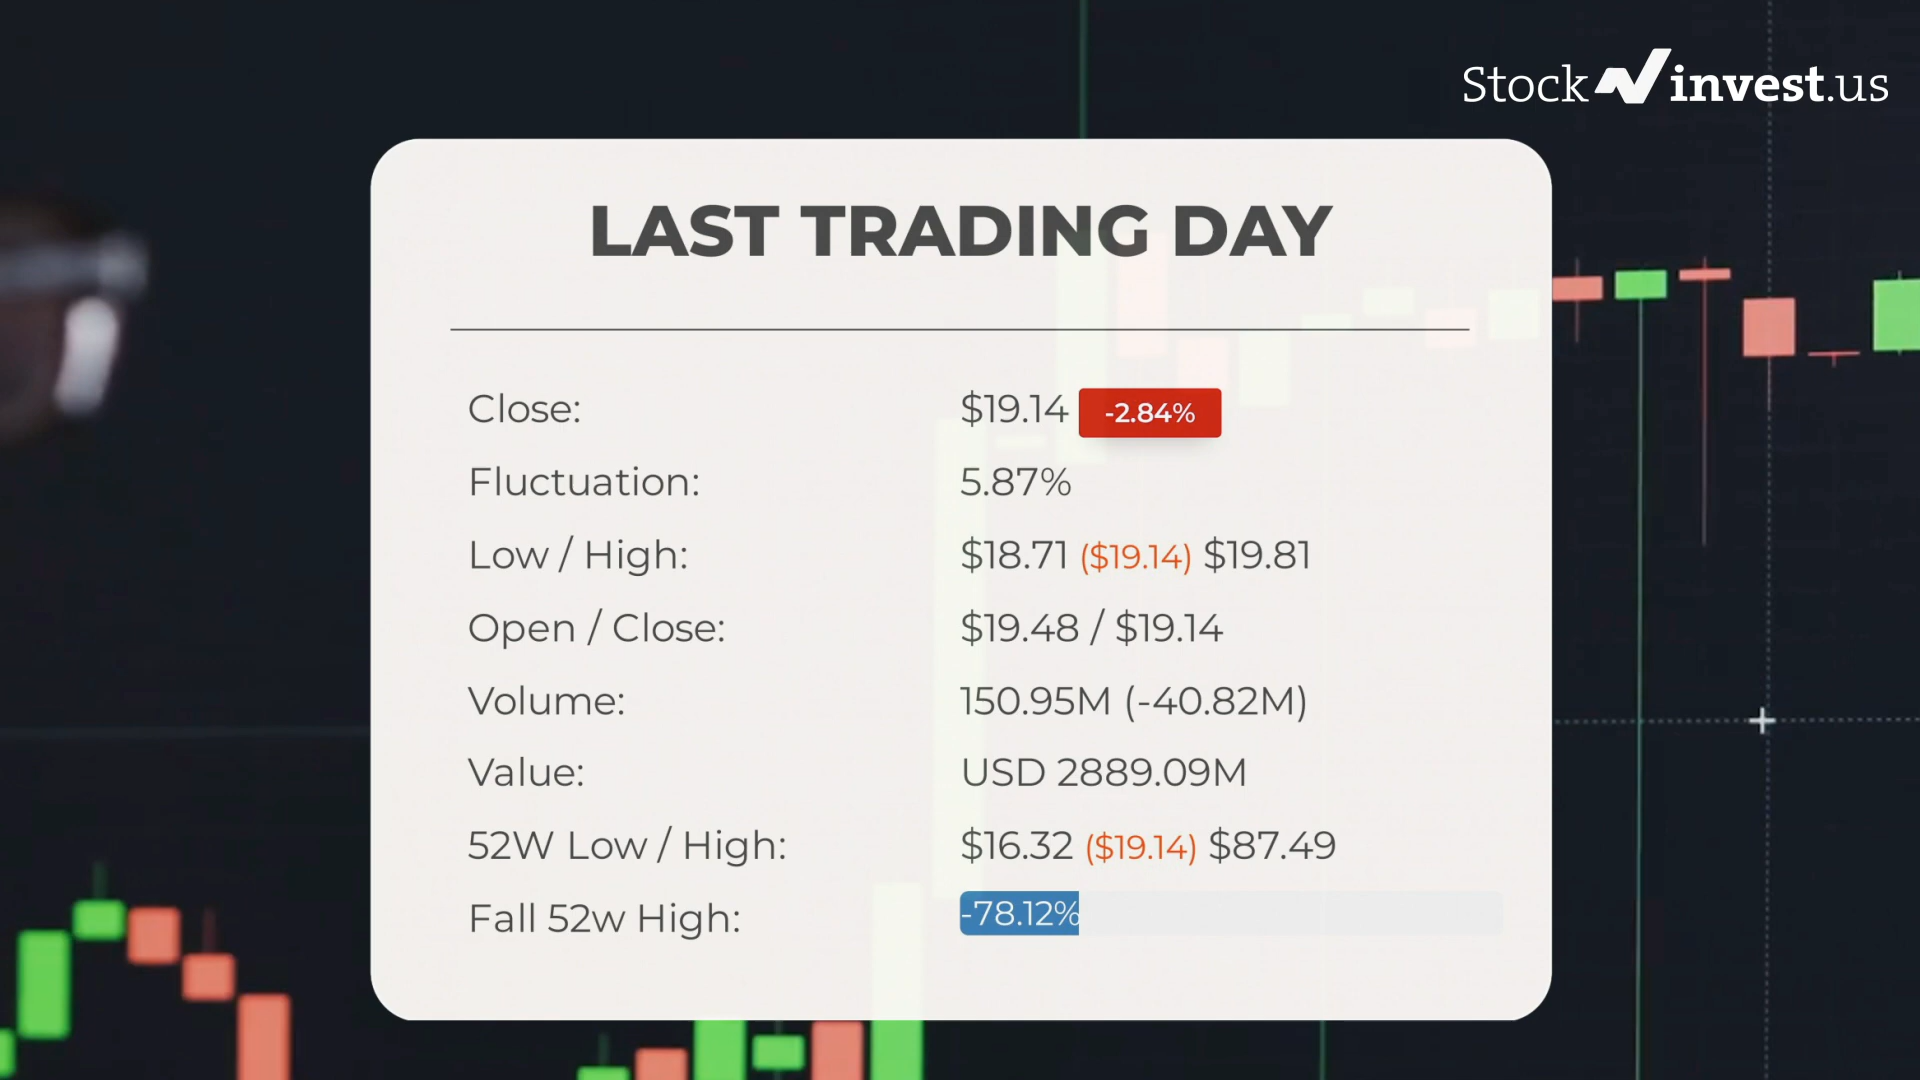 Stock invest.us
LAST TRADING DAY
Close: $19.14 -2.84%
Fluctuation: 5.87%
Low / High: $18.71 ($19.14) $19.81
Open / Close: $19.48 / $19.14
Volume: 150.95M (-40.82M)
Value: USD 2889.09M
52W Low / High: $16.32 ($19.14) $87.49
Fall 52w High: -78.12%